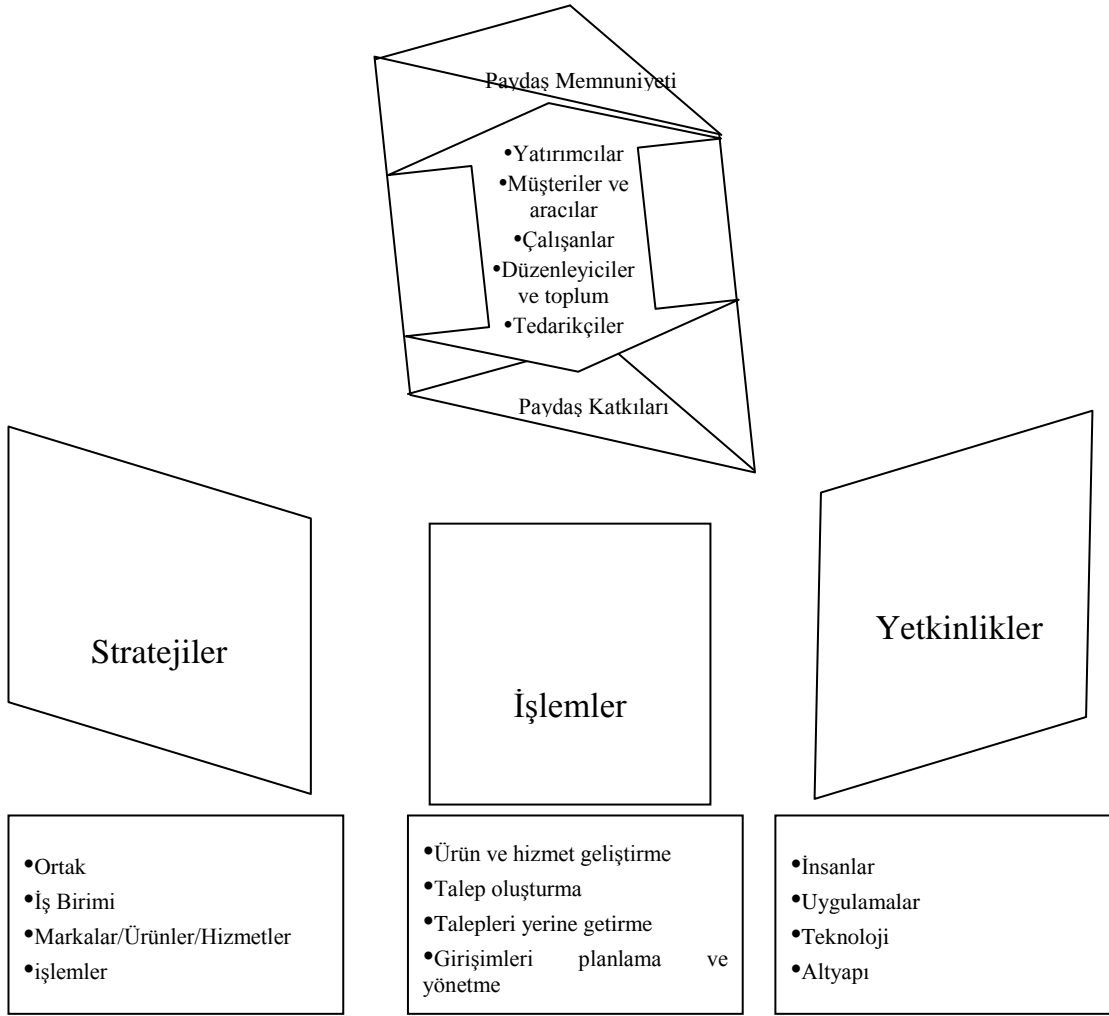 Paydaş Memnuniyeti
•Yatırımcılar
•Müşteriler ve
aracılar
•Çalışanlar
•Düzenleyiciler
ve toplum
•Tedarikçiler
Paydaş Katkıları
Stratejiler
İşlemler
Yetkinlikler
•Ortak
•İş Birimi
•Markalar/Ürünler/Hizmetler
•işlemler
•Ürün ve hizmet geliştirme
•Talep oluşturma
•Talepleri yerine getirme
•Girişimleri planlama ve
yönetme
•İnsanlar
•Uygulamalar
•Teknoloji
•Altyapı